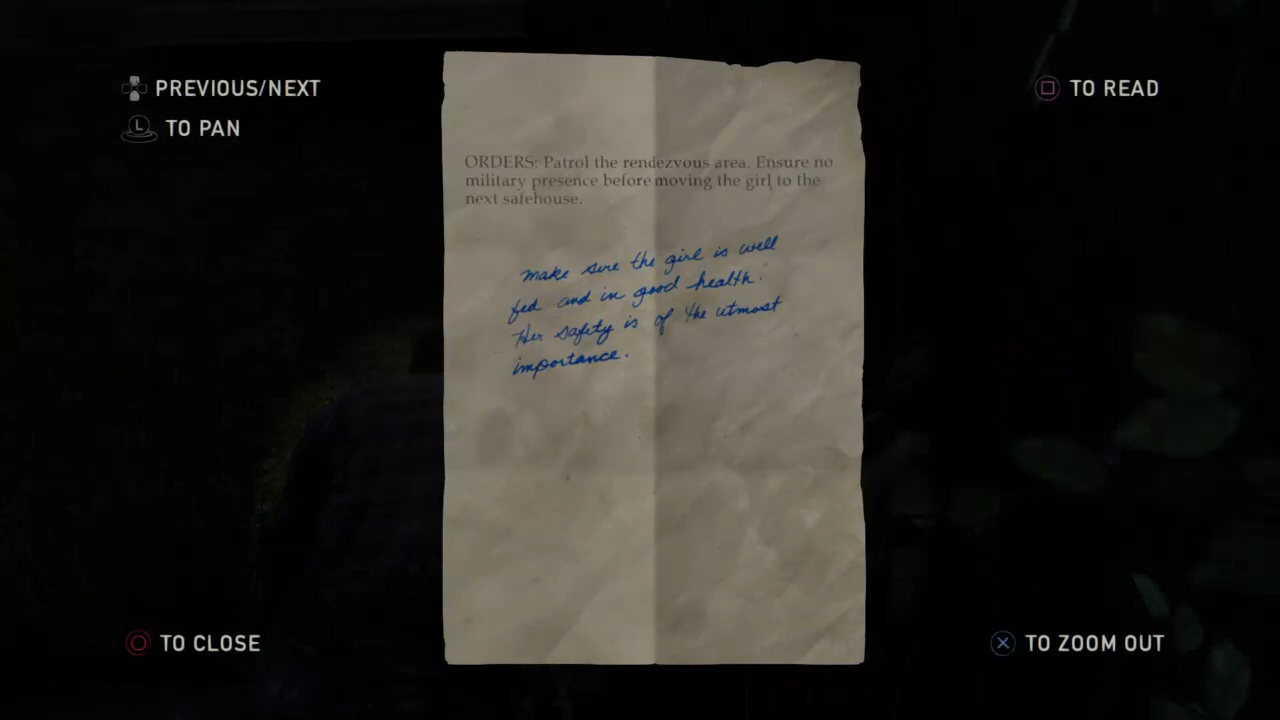 PREVIOUS/NEXT
L TO PAN
TO READ
ORDERS: Patrol the rendezvous area. Ensure no
military presence before moving the girl to the
next safehouse.
make sure the girl is well
fed and in good health.
Her safety is of the utmost
importance.
TO CLOSE
TO ZOOM OUT